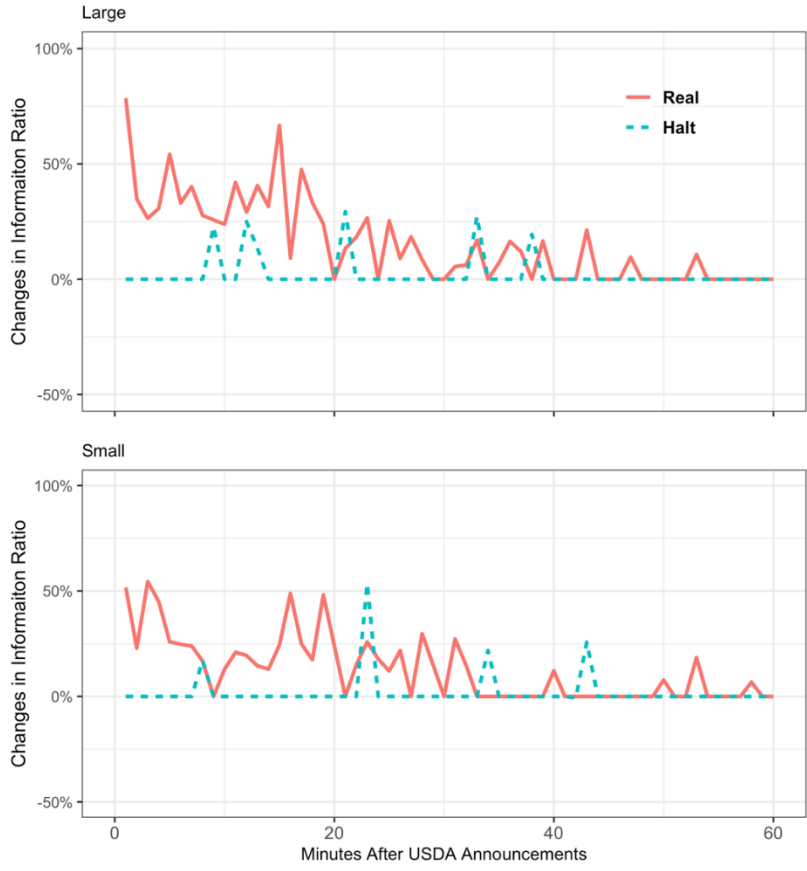 Large
Changes in Informaiton Ratio
100%
50%
0%
-50%
Real
Halt
Small
Changes in Informaiton Ratio
100%
50%
0%
-50%
0
20
40
60
Minutes After USDA Announcements